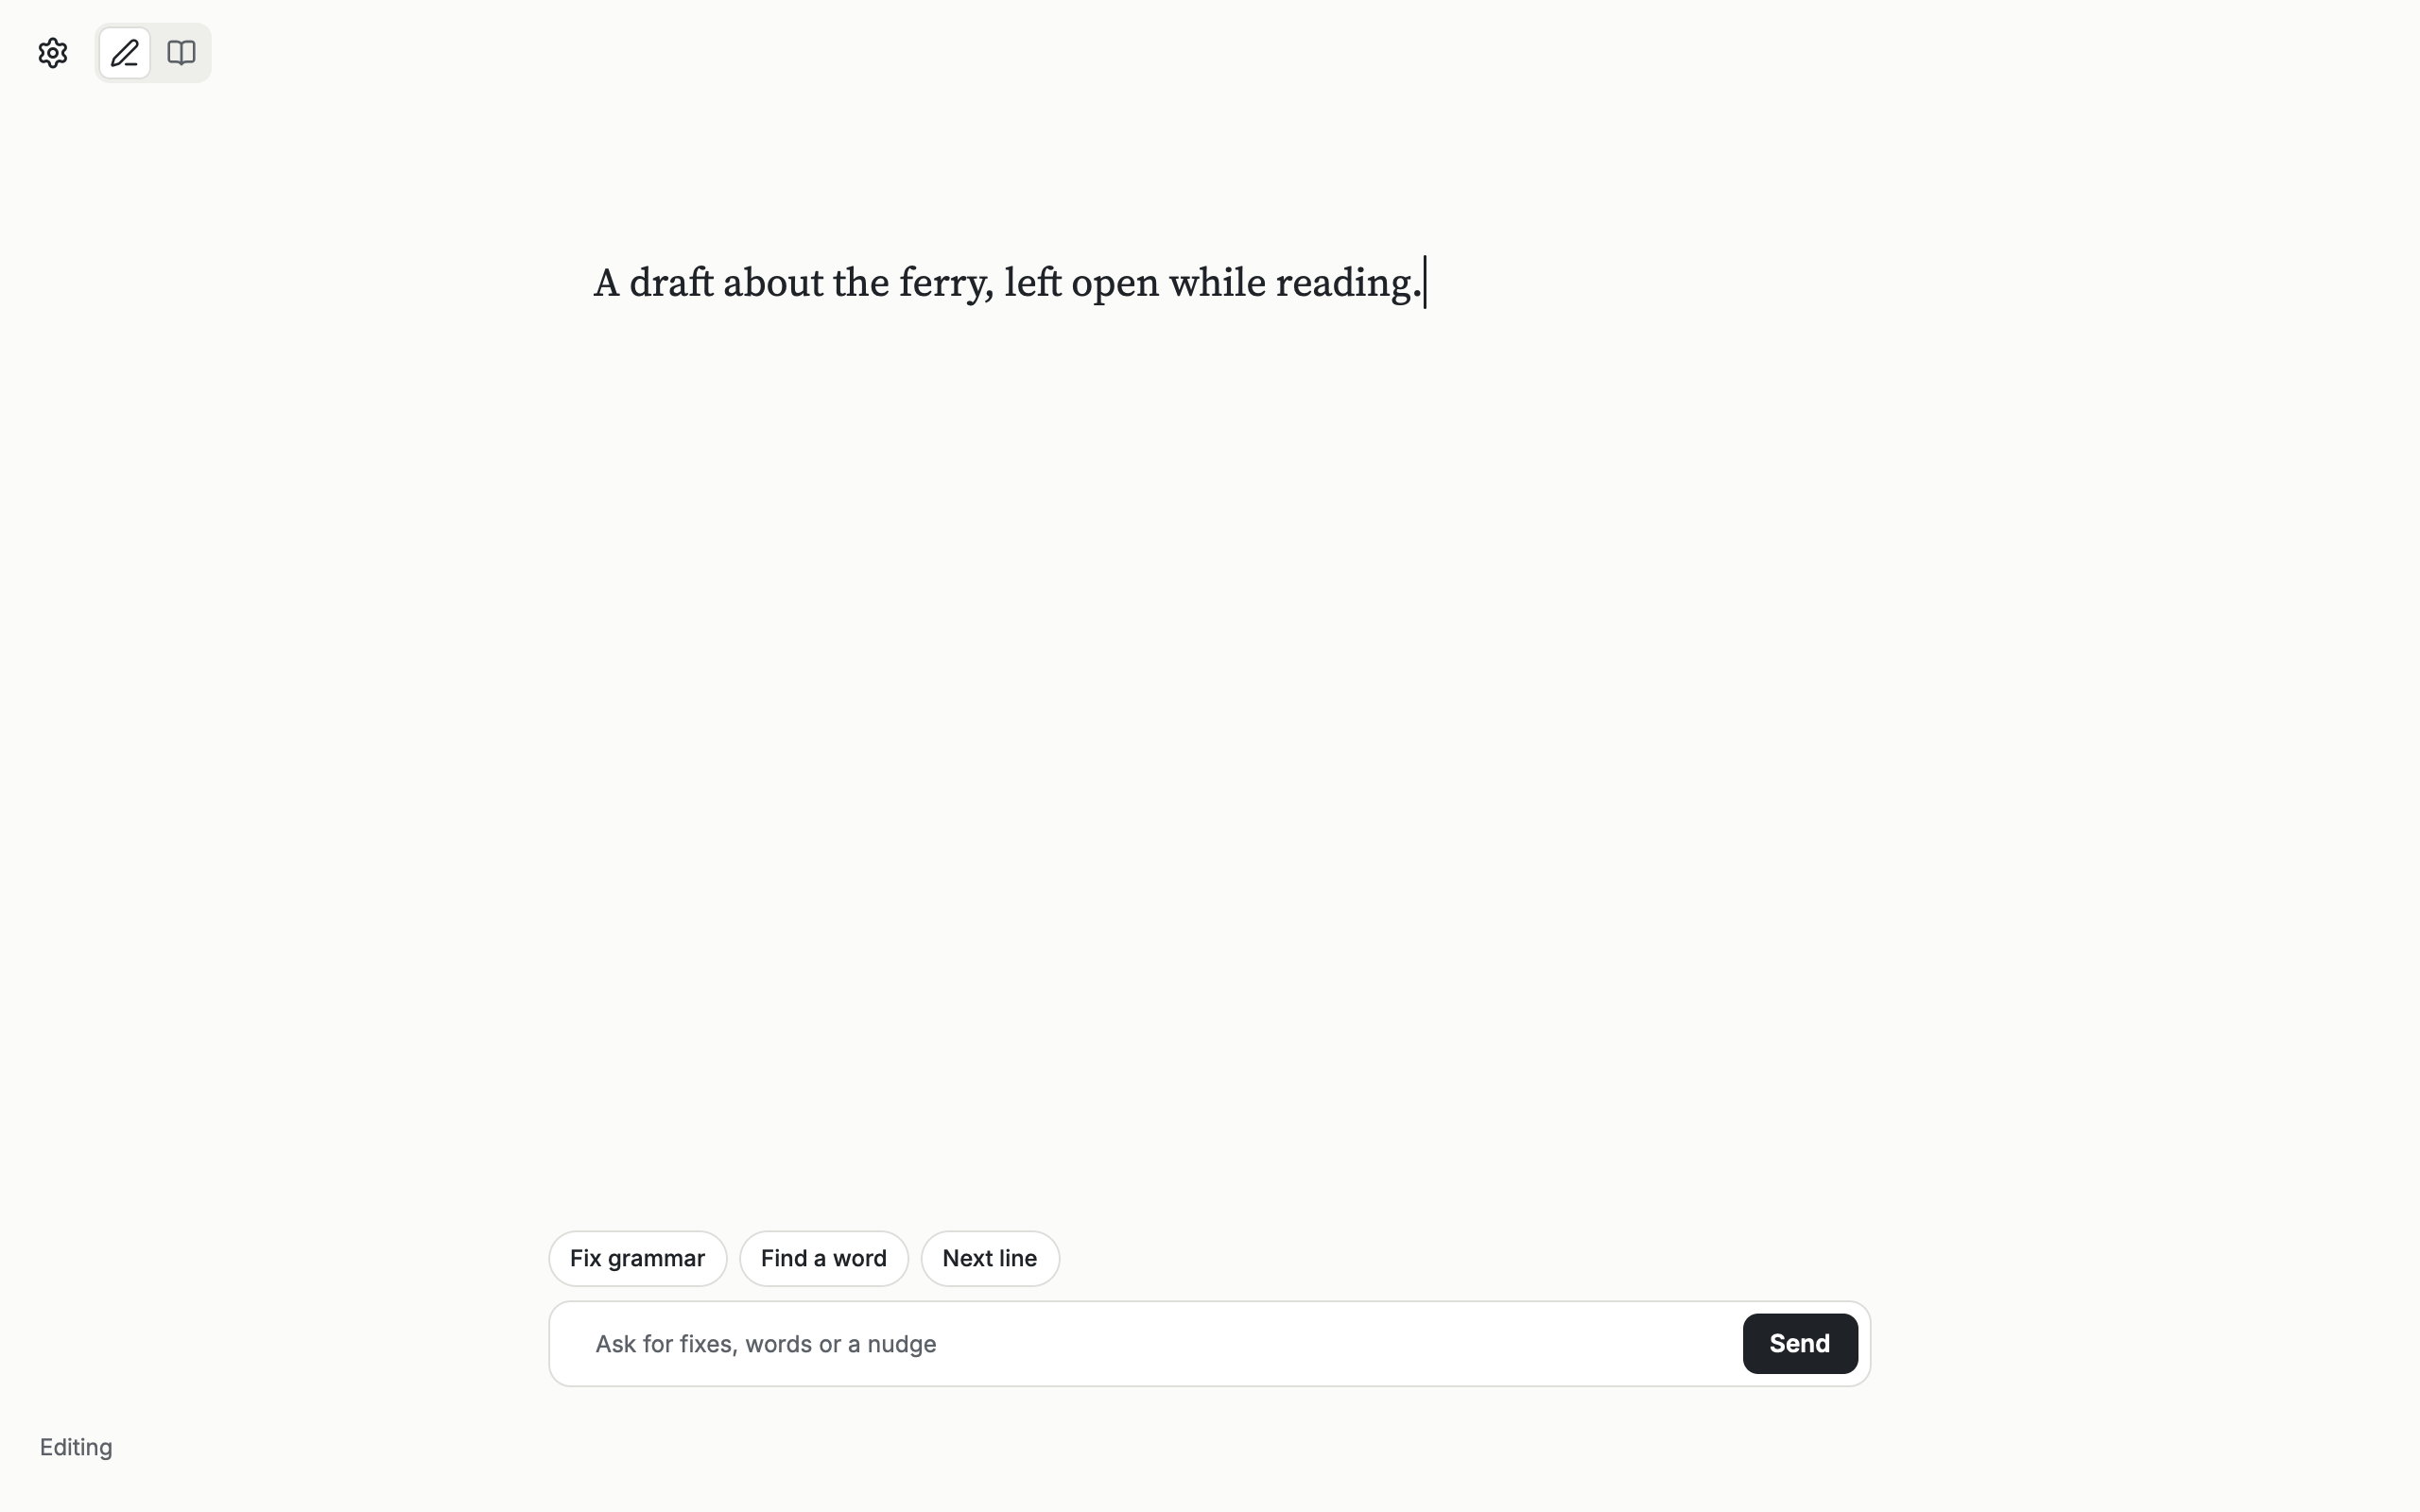 A draft about the ferry, left open while reading.
Fix grammar
Find a word
Next line
Ask for fixes, words or a nudge
Send
Editing